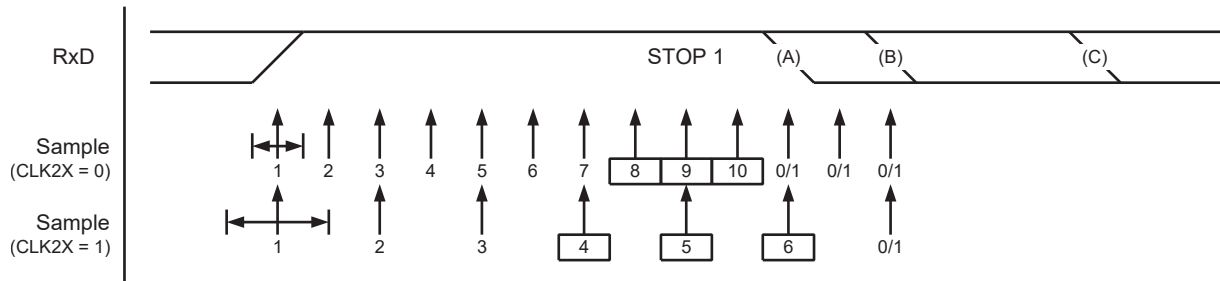 RxD
STOP 1
(A)
(B)
(C)
Sample
(CLK2X = 0)
1 2 3 4 5 6 7 8 9 10 0/1 0/1 0/1
Sample
(CLK2X = 1)
1 2 3 4 5 6 0/1